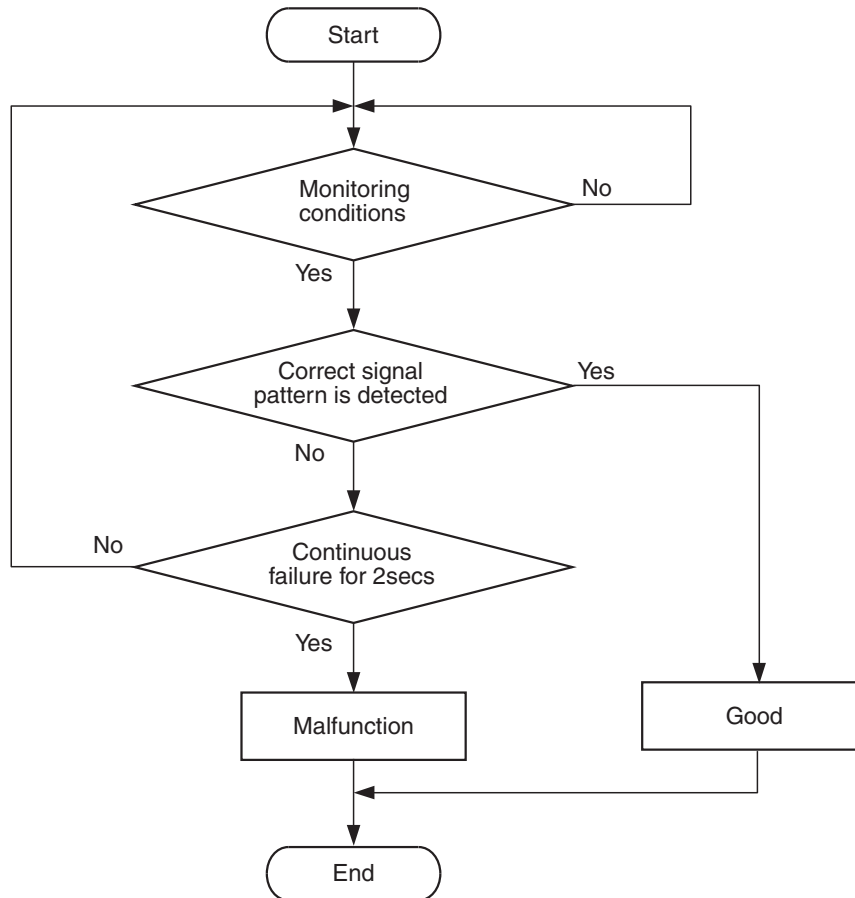 Start
Monitoring
conditions
No
Yes
Correct signal
pattern is detected
Yes
No
Continuous
failure for 2secs
No
Yes
Malfunction
Good
End